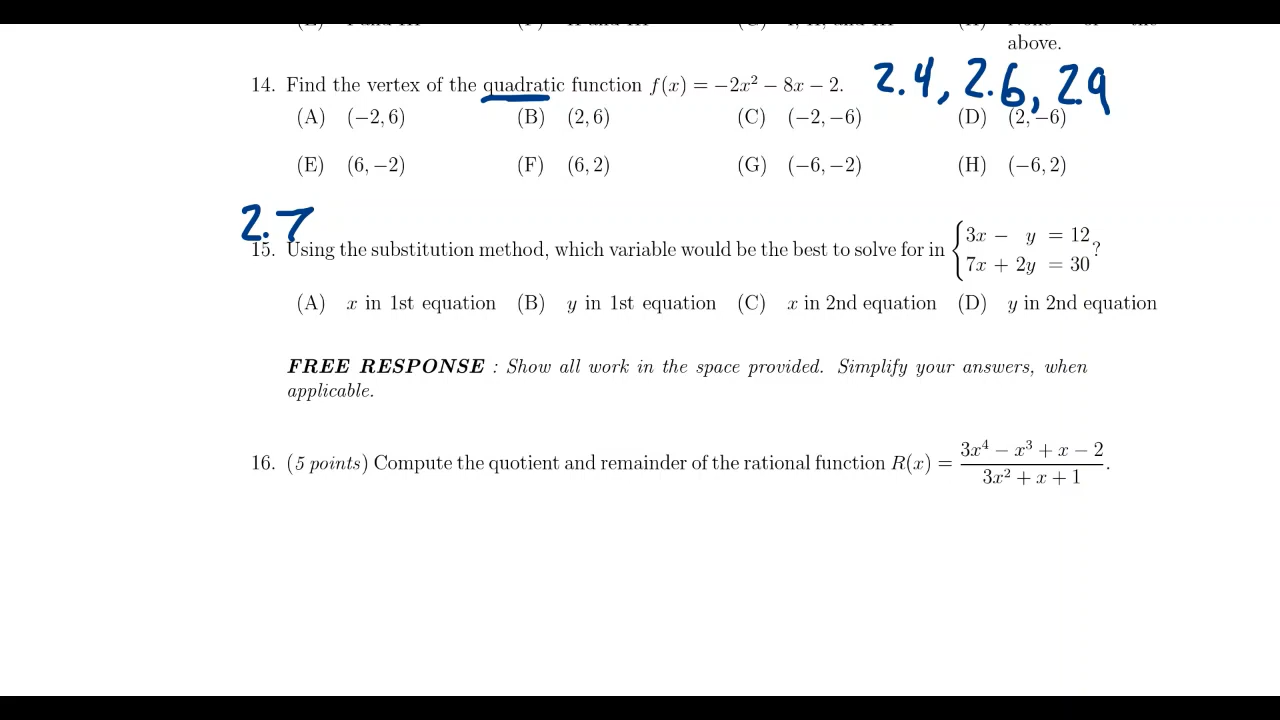 above.
14. Find the vertex of the quadratic function f(x) = −2x² − 8x − 2. 2.4, 2.6, 2.9
(A) (−2, 6) (B) (2, 6) (C) (−2, −6) (D) (2, −6)
(E) (6, −2) (F) (6, 2) (G) (−6, −2) (H) (−6, 2)
2.7
15. Using the substitution method, which variable would be the best to solve for in { 3x − y = 12
7x + 2y = 30 ?
(A) x in 1st equation (B) y in 1st equation (C) x in 2nd equation (D) y in 2nd equation
FREE RESPONSE : Show all work in the space provided. Simplify your answers, when
applicable.
16. (5 points) Compute the quotient and remainder of the rational function R(x) = (3x⁴ − x³ + x − 2)/(3x² + x + 1).